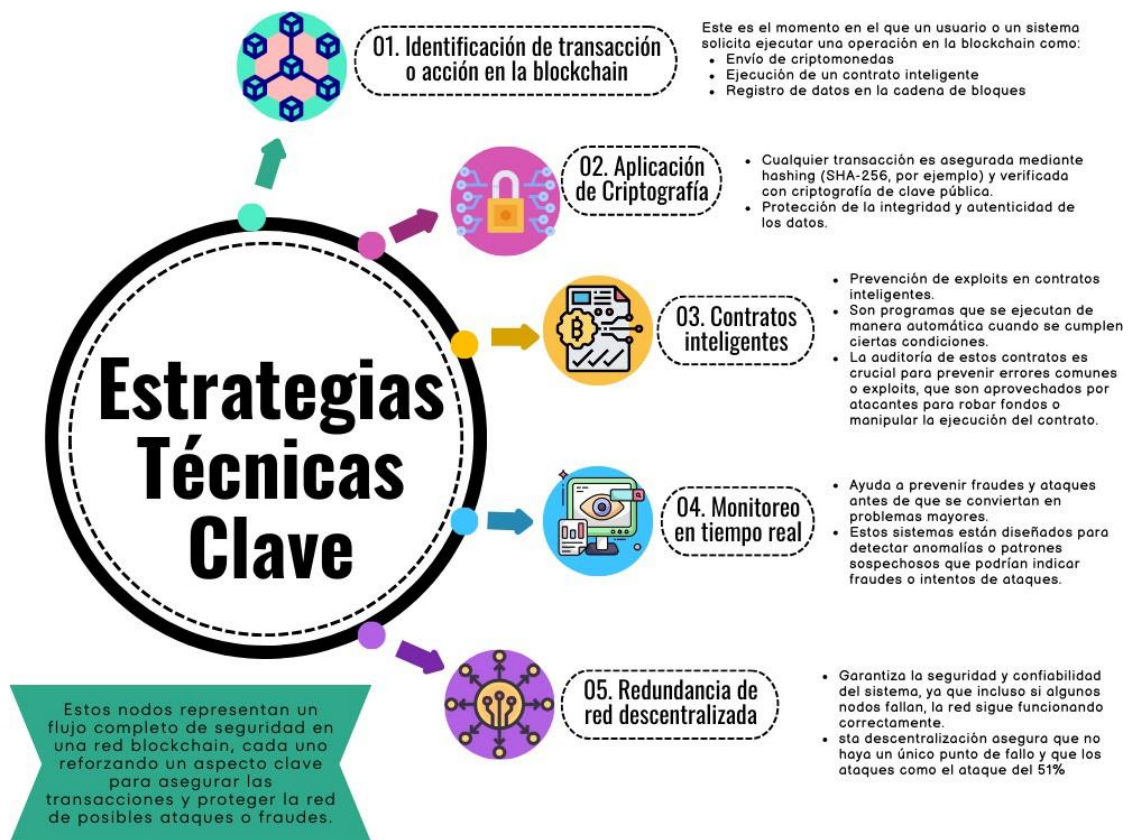 Estrategias
Técnicas
Clave
01. Identificación de transacción
o acción en la blockchain
Este es el momento en el que un usuario o un sistema
solicita ejecutar una operación en la blockchain como:
• Envío de criptomonedas
• Ejecución de un contrato inteligente
• Registro de datos en la cadena de bloques
02. Aplicación
de Criptografía
• Cualquier transacción es asegurada mediante
hashing (SHA-256, por ejemplo) y verificada
con criptografía de clave pública.
• Protección de la integridad y autenticidad de
los datos.
03. Contratos
inteligentes
• Prevención de exploits en contratos
inteligentes.
• Son programas que se ejecutan de
manera automática cuando se cumplen
ciertas condiciones.
• La auditoría de estos contratos es
crucial para prevenir errores comunes
o exploits, que son aprovechados por
atacantes para robar fondos o
manipular la ejecución del contrato.
04. Monitoreo
en tiempo real
• Ayuda a prevenir fraudes y ataques
antes de que se conviertan en
problemas mayores.
• Estos sistemas están diseñados para
detectar anomalías o patrones
sospechosos que podrían indicar
fraudes o intentos de ataques.
05. Redundancia de
red descentralizada
• Garantiza la seguridad y confiabilidad
del sistema, ya que incluso si algunos
nodos fallan, la red sigue funcionando
correctamente.
• sta descentralización asegura que no
haya un único punto de fallo y que los
ataques como el ataque del 51%
Estos nodos representan un
flujo completo de seguridad en
una red blockchain, cada uno
reforzando un aspecto clave
para asegurar las
transacciones y proteger la red
de posibles ataques o fraudes.